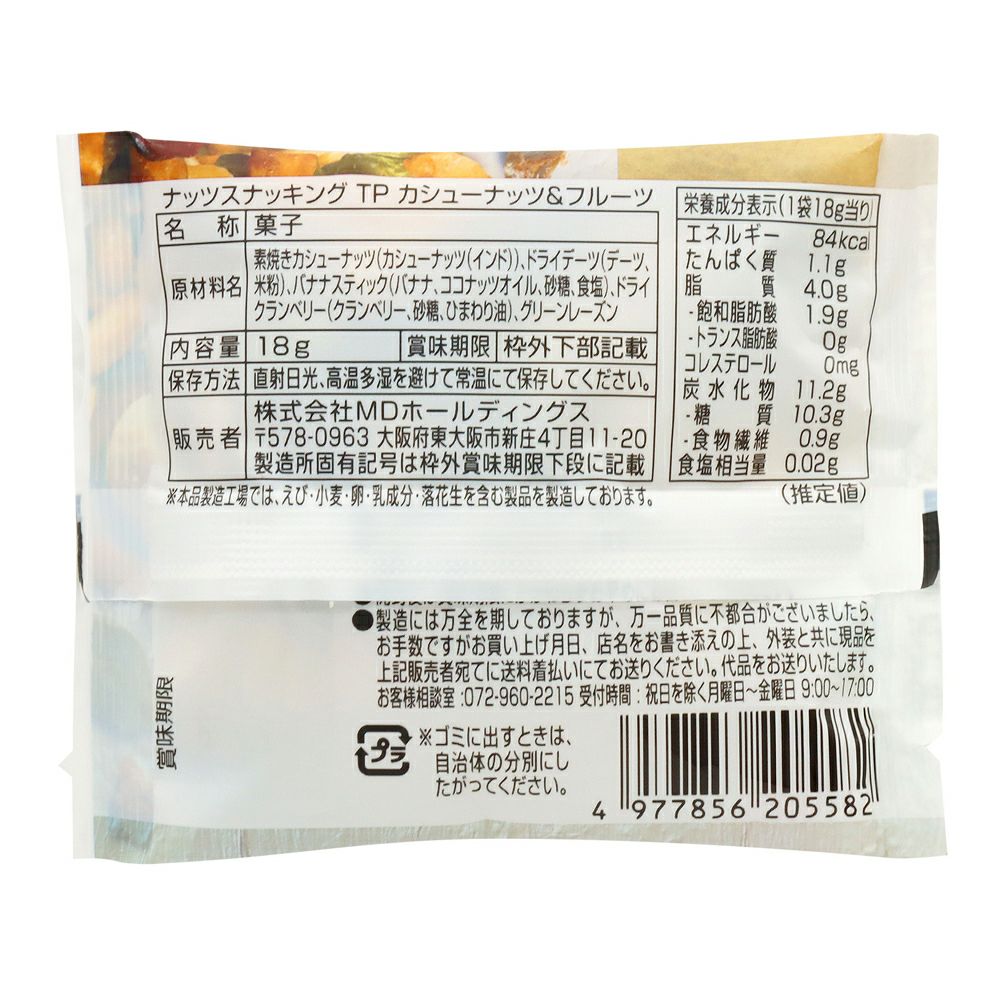 ナッツスナッキング TP カシューナッツ&フルーツ
名 称 菓子
原材料名 素焼きカシューナッツ(カシューナッツ(インド))、ドライデーツ(デーツ、
米粉)、バナナスティック(バナナ、ココナッツオイル、砂糖、食塩)、ドライ
クランベリー(クランベリー、砂糖、ひまわり油)、グリーンレーズン
内容量 18g 賞味期限 枠外下部記載
保存方法 直射日光、高温多湿を避けて常温にて保存してください。
販売者 株式会社MDホールディングス
〒578-0963 大阪府東大阪市新庄4丁目11-20
製造所固有記号は枠外賞味期限下段に記載
※本品製造工場では、えび・小麦・卵・乳成分・落花生を含む製品を製造しております。
栄養成分表示(1袋18g当り)
エネルギー 84kcal
たんぱく質 1.1g
脂 質 4.0g
-飽和脂肪酸 1.9g
-トランス脂肪酸 0g
コレステロール 0mg
炭水化物 11.2g
-糖 質 10.3g
-食物繊維 0.9g
食塩相当量 0.02g
(推定値)
●製造には万全を期しておりますが、万一品質に不都合がございましたら、
お手数ですがお買い上げ月日、店名をお書き添えの上、外装と共に現品を
上記販売者宛てに送料着払いにてお送りください。代品をお送りいたします。
お客様相談室:072-960-2215 受付時間:祝日を除く月曜日~金曜日 9:00~17:00
賞味期限
プラ
※ゴミに出すときは、
自治体の分別にし
たがってください。
4 977856 205582